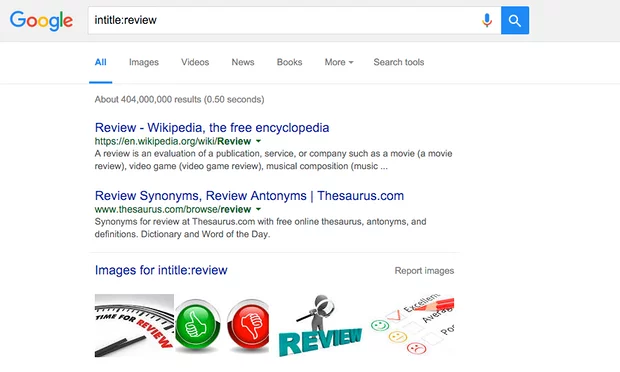 Google
intitle:review
All Images Videos News Books More Search tools
About 404,000,000 results (0.50 seconds)
Review - Wikipedia, the free encyclopedia
https://en.wikipedia.org/wiki/Review
A review is an evaluation of a publication, service, or company such as a movie (a movie
review), video game (video game review), musical composition (music ...
Review Synonyms, Review Antonyms | Thesaurus.com
www.thesaurus.com/browse/review
Synonyms for review at Thesaurus.com with free online thesaurus, antonyms, and
definitions. Dictionary and Word of the Day.
Images for intitle:review Report images
TIME FOR REVIEW
REVIEW
Excellent
Avera
Po